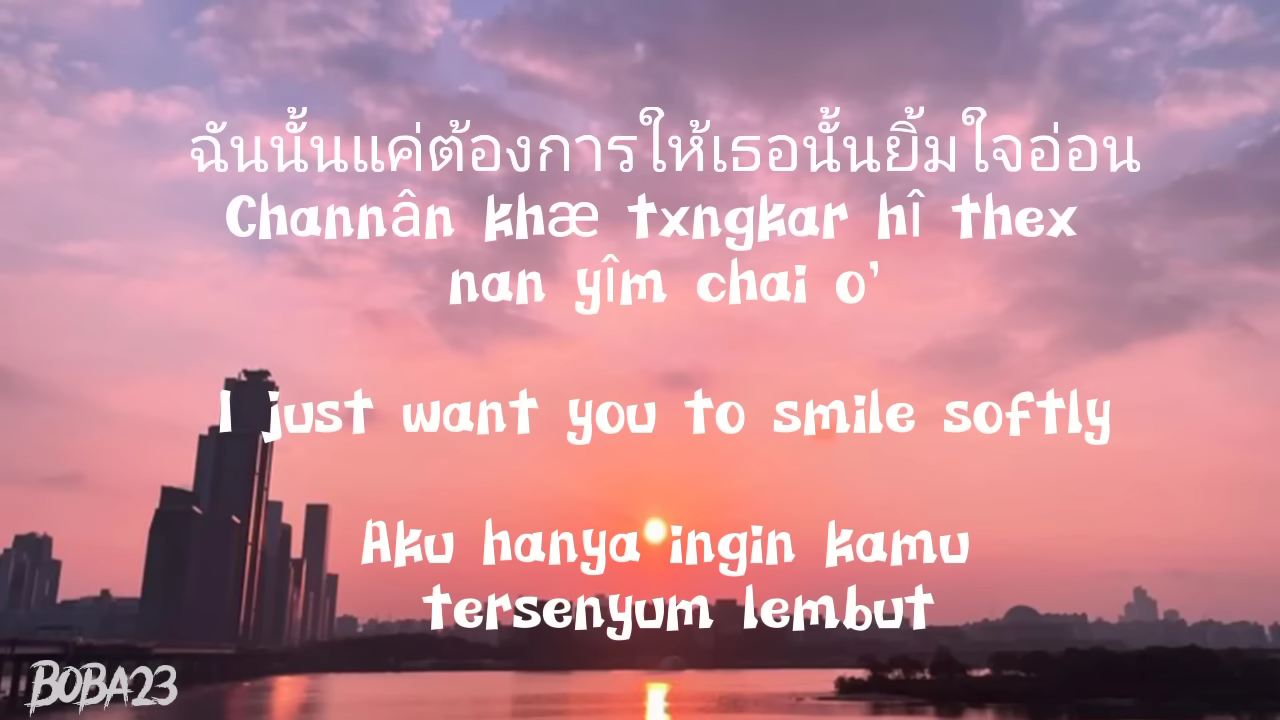 ฉันนั้นแค่ต้องการให้เธอนั้นยิ้มใจอ่อน
Channân khæ txngkar hî thex
nan yîm chai o'
I just want you to smile softly
Aku hanya ingin kamu
tersenyum lembut
BOBA23